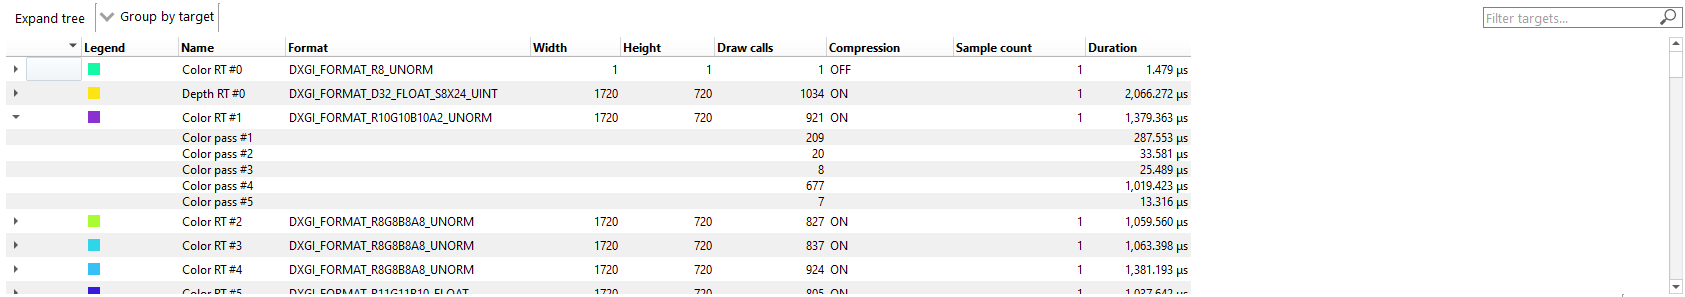 Expand tree Group by target Filter targets...
Legend Name Format Width Height Draw calls Compression Sample count Duration
Color RT #0 DXGI_FORMAT_R8_UNORM 1 1 1 OFF 1 1.479 µs
Depth RT #0 DXGI_FORMAT_D32_FLOAT_S8X24_UINT 1720 720 1034 ON 1 2,066.272 µs
Color RT #1 DXGI_FORMAT_R10G10B10A2_UNORM 1720 720 921 ON 1 1,379.363 µs
Color pass #1 209 287.553 µs
Color pass #2 20 33.581 µs
Color pass #3 8 25.489 µs
Color pass #4 677 1,019.423 µs
Color pass #5 7 13.316 µs
Color RT #2 DXGI_FORMAT_R8G8B8A8_UNORM 1720 720 827 ON 1 1,059.560 µs
Color RT #3 DXGI_FORMAT_R8G8B8A8_UNORM 1720 720 837 ON 1 1,063.398 µs
Color RT #4 DXGI_FORMAT_R8G8B8A8_UNORM 1720 720 924 ON 1 1,381.193 µs
Color RT #5 DXGI_FORMAT_R11G11B10_FLOAT 1720 720 805 ON 1 1,037.642 µs